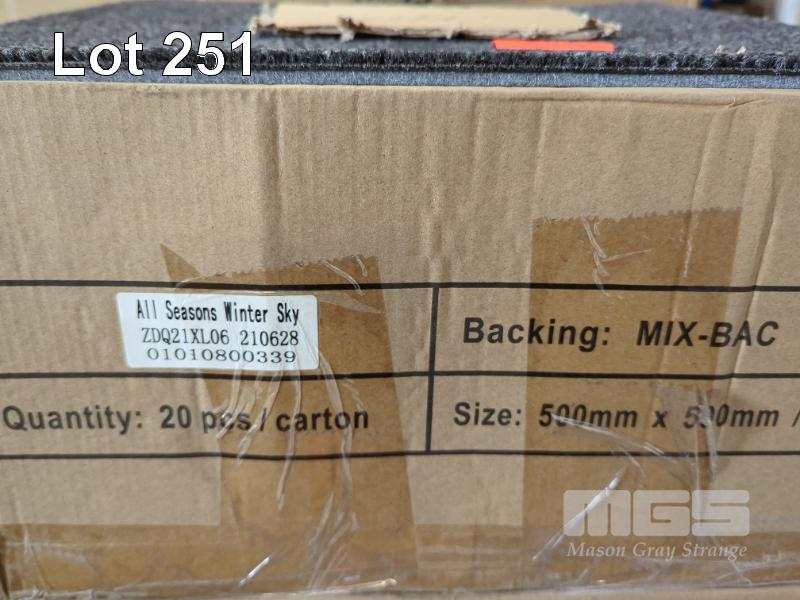 Lot 251
All Seasons Winter Sky
ZDQ21XL06 210628
01010800339
Backing: MIX-BAC
Quantity: 20 pcs / carton
Size: 500mm x 500mm /
MGS
Mason Gray Strange